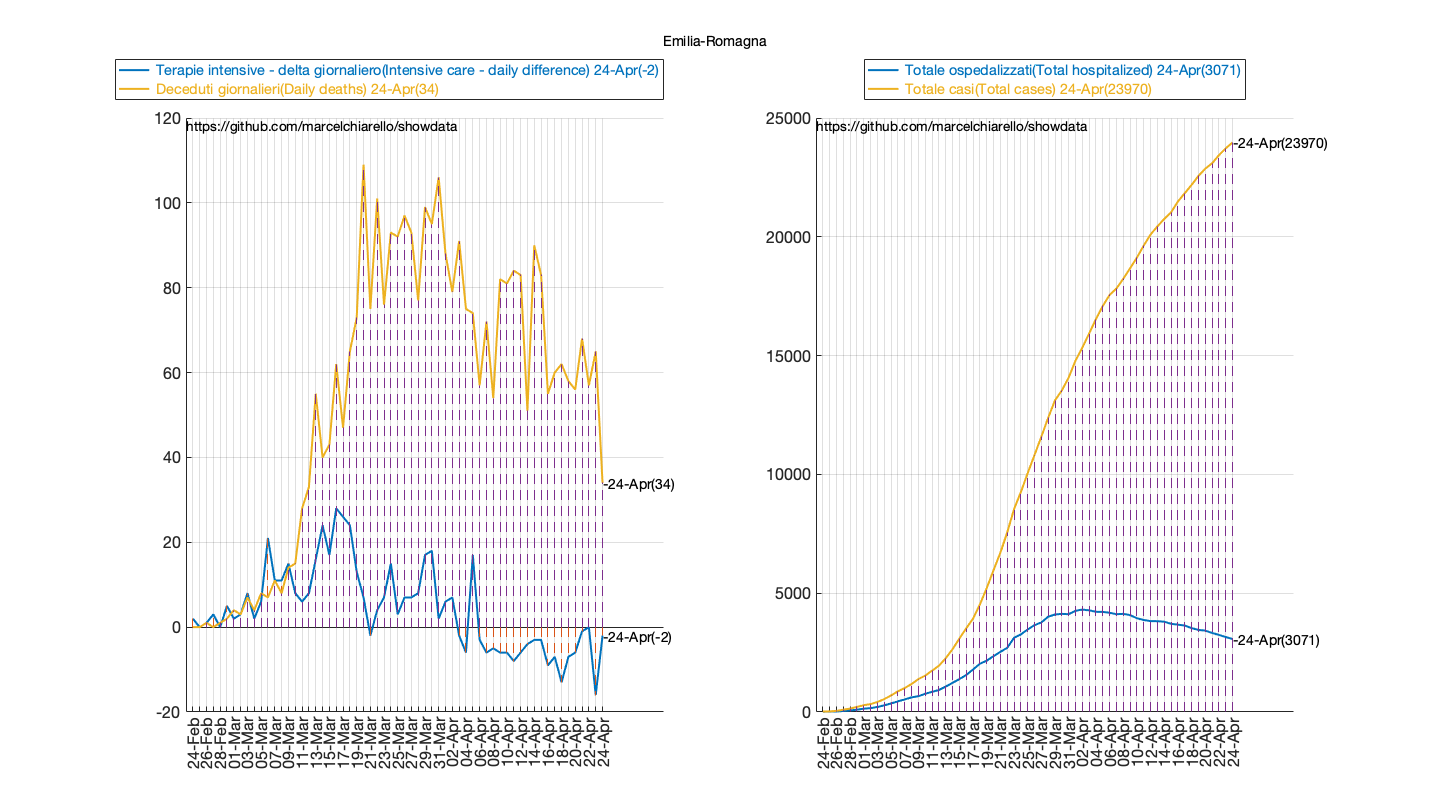 Emilia-Romagna
Terapie intensive - delta giornaliero(Intensive care - daily difference) 24-Apr(-2)
Deceduti giornalieri(Daily deaths) 24-Apr(34)
https://github.com/marcelchiarello/showdata
120
100
80
60
40
20
0
-20
-24-Apr(34)
-24-Apr(-2)
24-Feb
26-Feb
28-Feb
01-Mar
03-Mar
05-Mar
07-Mar
09-Mar
11-Mar
13-Mar
15-Mar
17-Mar
19-Mar
21-Mar
23-Mar
25-Mar
27-Mar
29-Mar
31-Mar
02-Apr
04-Apr
06-Apr
08-Apr
10-Apr
12-Apr
14-Apr
16-Apr
18-Apr
20-Apr
22-Apr
24-Apr
Totale ospedalizzati(Total hospitalized) 24-Apr(3071)
Totale casi(Total cases) 24-Apr(23970)
https://github.com/marcelchiarello/showdata
25000
20000
15000
10000
5000
0
-24-Apr(23970)
-24-Apr(3071)
24-Feb
26-Feb
28-Feb
01-Mar
03-Mar
05-Mar
07-Mar
09-Mar
11-Mar
13-Mar
15-Mar
17-Mar
19-Mar
21-Mar
23-Mar
25-Mar
27-Mar
29-Mar
31-Mar
02-Apr
04-Apr
06-Apr
08-Apr
10-Apr
12-Apr
14-Apr
16-Apr
18-Apr
20-Apr
22-Apr
24-Apr